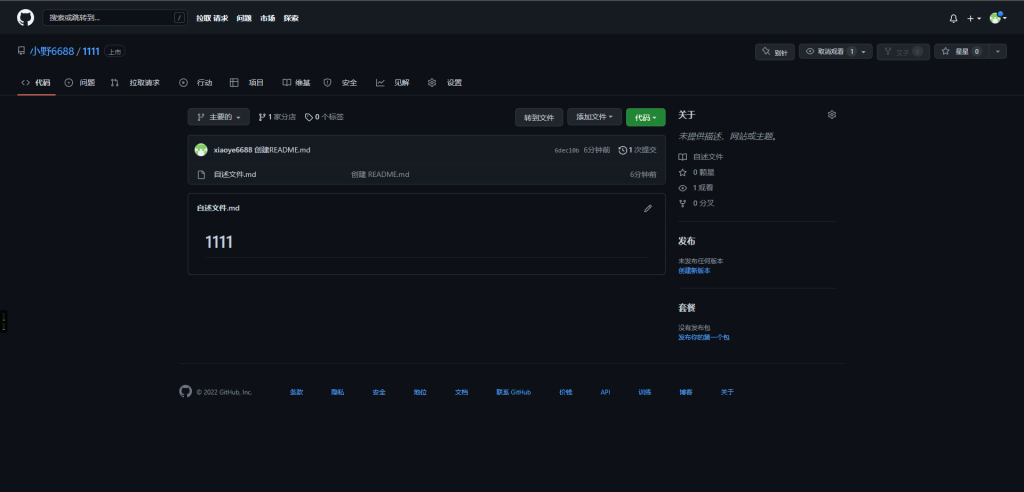 搜索或跳转到... /
拉取 请求 问题 市场 探索
小野6688 / 1111 上市
别针 取消观看 1 叉子 0 星星 0
代码 问题 拉取请求 行动 项目 维基 安全 见解 设置
主要的 1 家分店 0 个标签 转到文件 添加文件 代码
xiaoye6688 创建README.md 6dec10b 6分钟前 1 次提交
自述文件.md 创建 README.md 6分钟前
自述文件.md
1111
关于
未提供描述、网站或主题。
自述文件
0 颗星
1 观看
0 分叉
发布
未发布任何版本
创建新版本
套餐
没有发布包
发布你的第一个包
© 2022 GitHub, Inc. 条款 隐私 安全 地位 文档 联系 GitHub 价钱 API 训练 博客 关于